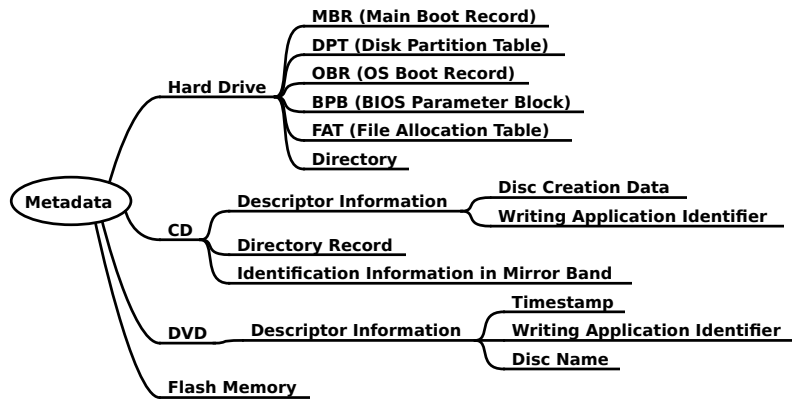 MBR (Main Boot Record)
DPT (Disk Partition Table)
OBR (OS Boot Record)
Hard Drive
BPB (BIOS Parameter Block)
FAT (File Allocation Table)
Directory
Metadata
Disc Creation Data
Descriptor Information
Writing Application Identifier
CD
Directory Record
Identification Information in Mirror Band
Timestamp
DVD
Descriptor Information
Writing Application Identifier
Disc Name
Flash Memory